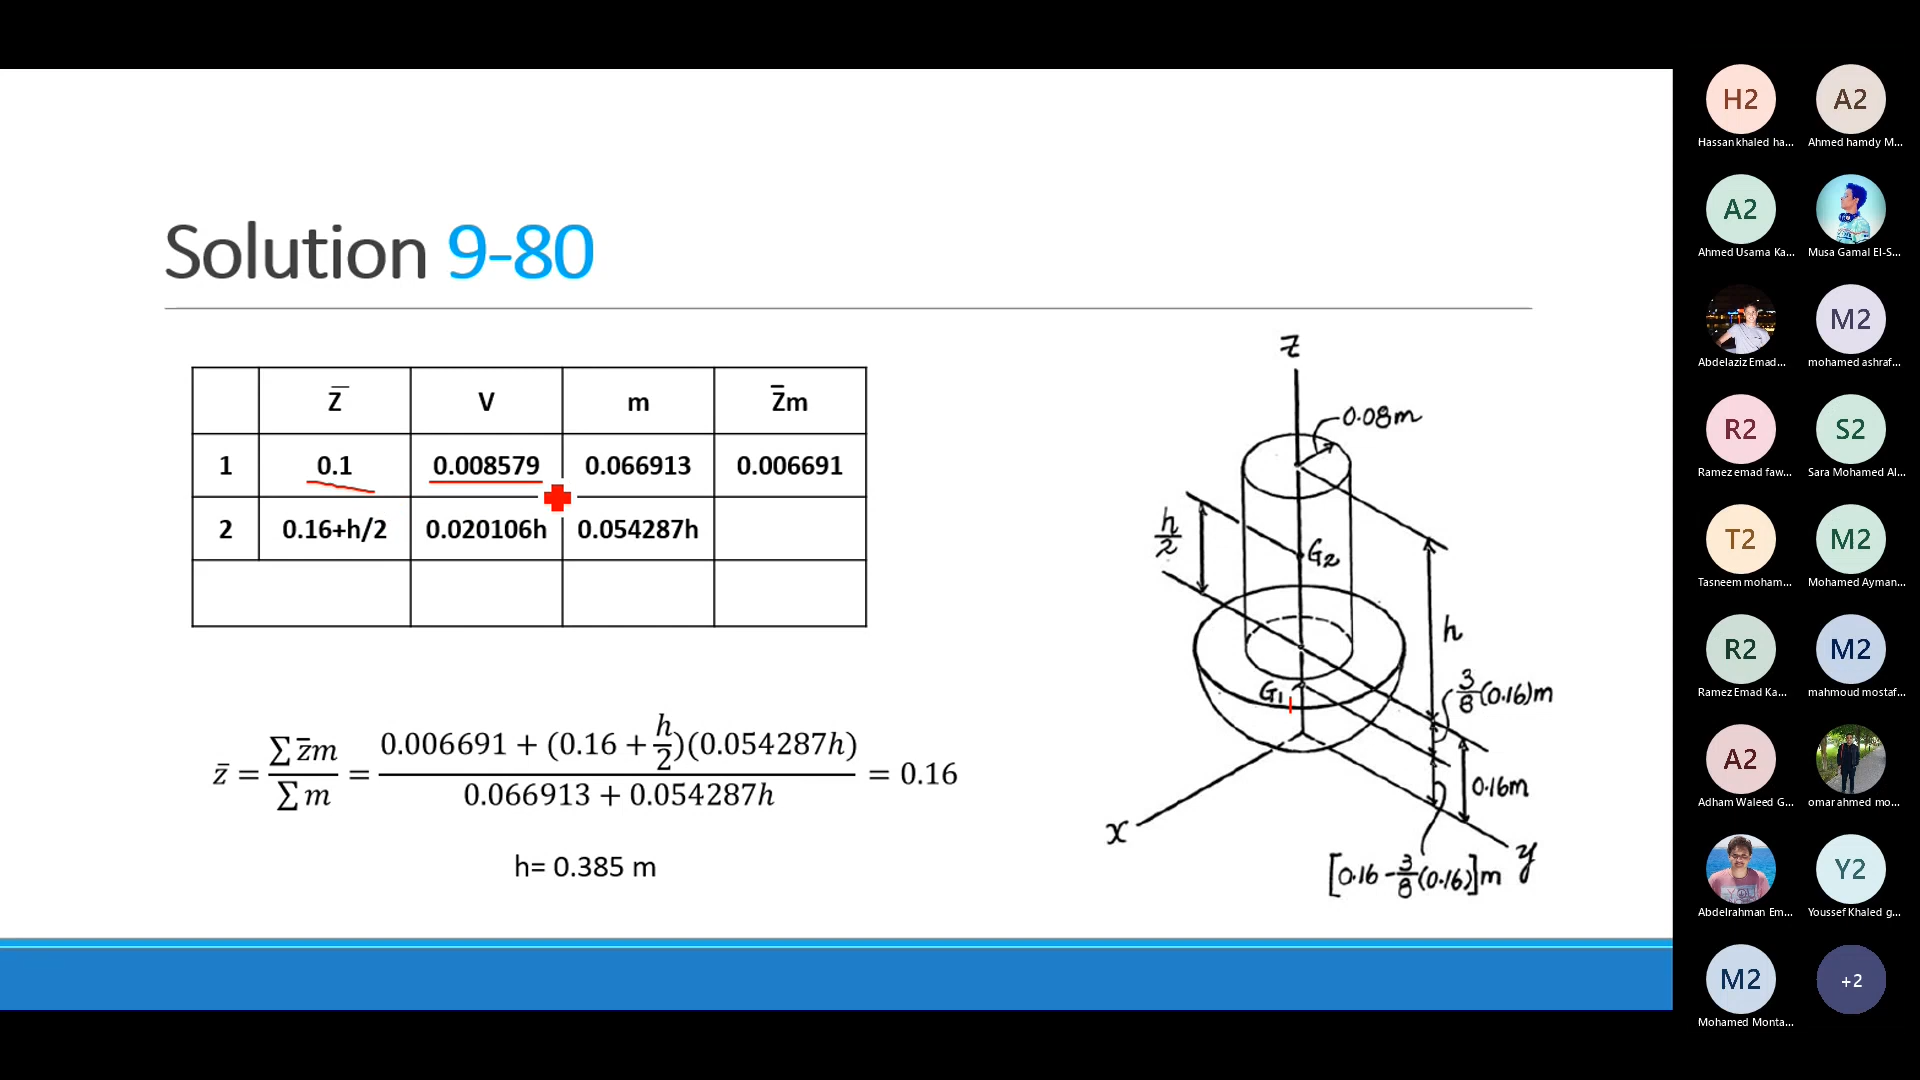 Solution 9-80
z̄ V m z̄m
1 0.1 0.008579 0.066913 0.006691
2 0.16+h/2 0.020106h 0.054287h
z̄ = ∑z̄m / ∑m = 0.006691 + (0.16 + h/2)(0.054287h) / 0.066913 + 0.054287h = 0.16
h= 0.385 m
z
0.08m
h/2
G2
h
G1
3/8(0.16)m
0.16m
x
y
[0.16 - 3/8(0.16)]m
H2
A2
Hassan khaled ha...
Ahmed hamdy M...
A2
Ahmed Usama Ka...
Musa Gamal El-S...
M2
Abdelaziz Emad...
mohamed ashraf...
R2
S2
Ramez emad faw...
Sara Mohamed Al...
T2
M2
Tasneem moham...
Mohamed Ayman...
R2
M2
Ramez Emad Ka...
mahmoud mostaf...
A2
Adham Waleed G...
omar ahmed mo...
Y2
Abdelrahman Em...
Youssef Khaled g...
M2
+2
Mohamed Monta...